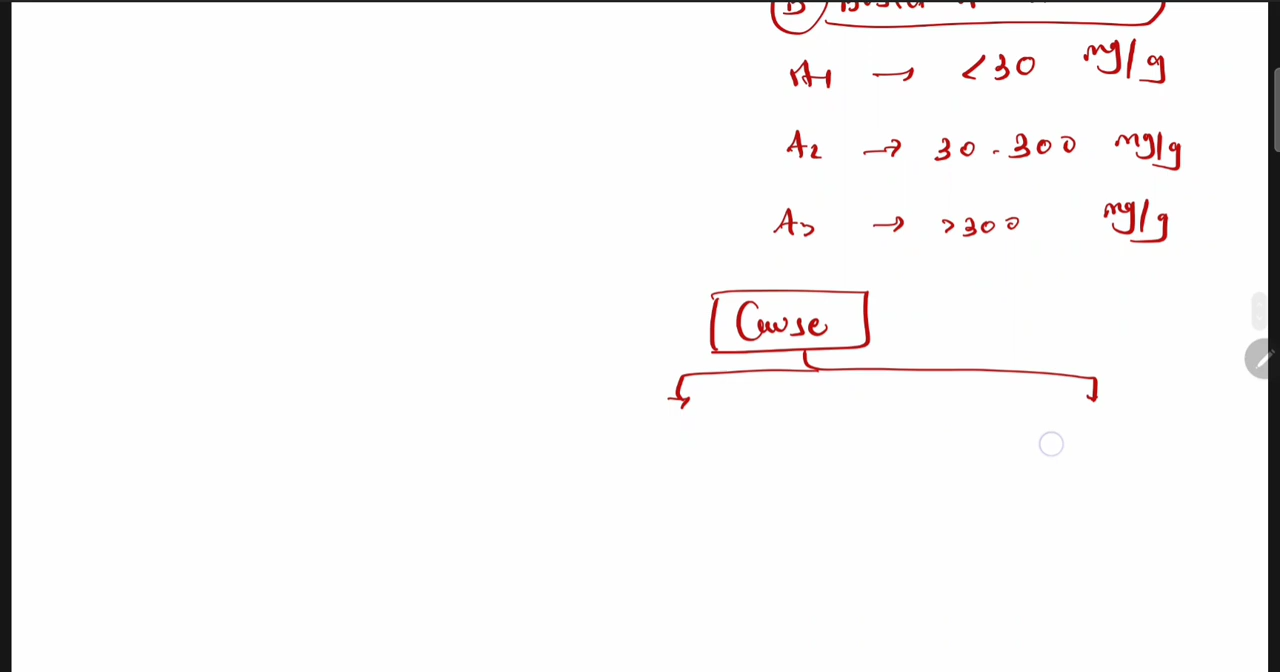 A1 → <30 mg/g
A2 → 30-300 mg/g
A3 → >300 mg/g
Cause